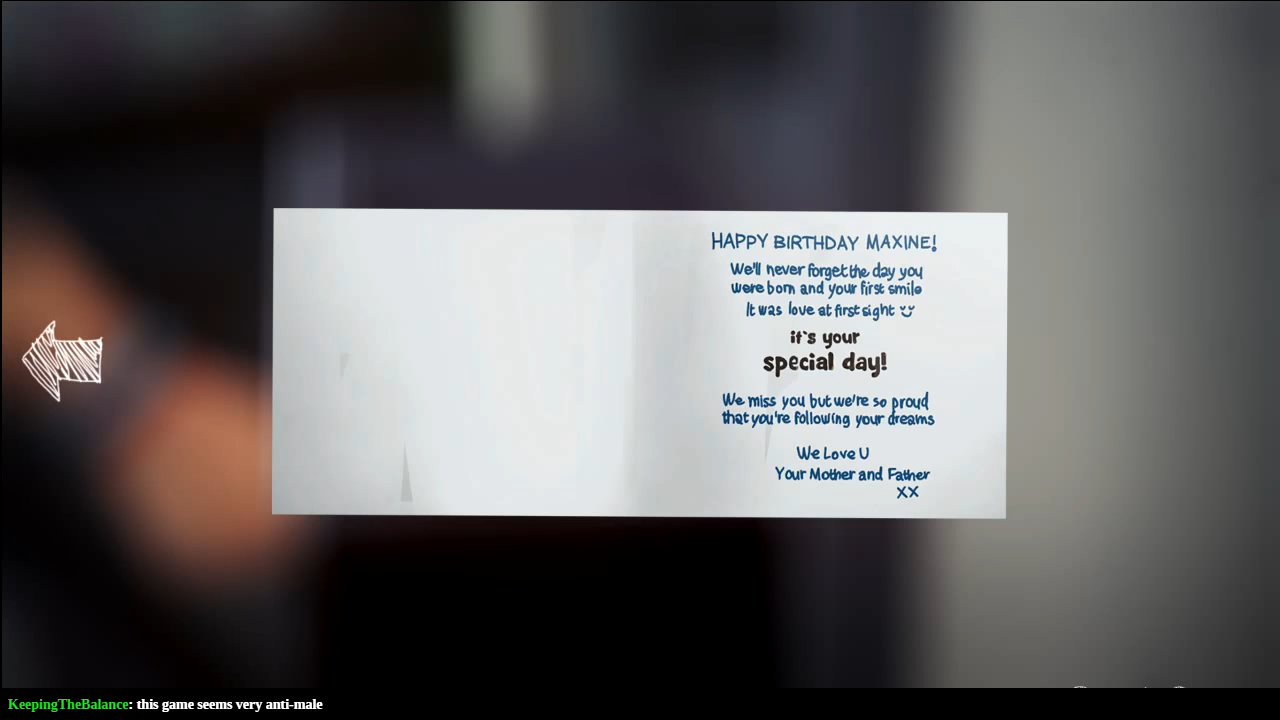 HAPPY BIRTHDAY MAXINE!
We'll never forget the day you
were born and your first smile
It was love at first sight
it's your
special day!
We miss you but we're so proud
that you're following your dreams
We Love U
Your Mother and Father
XX
KeepingTheBalance: this game seems very anti-male